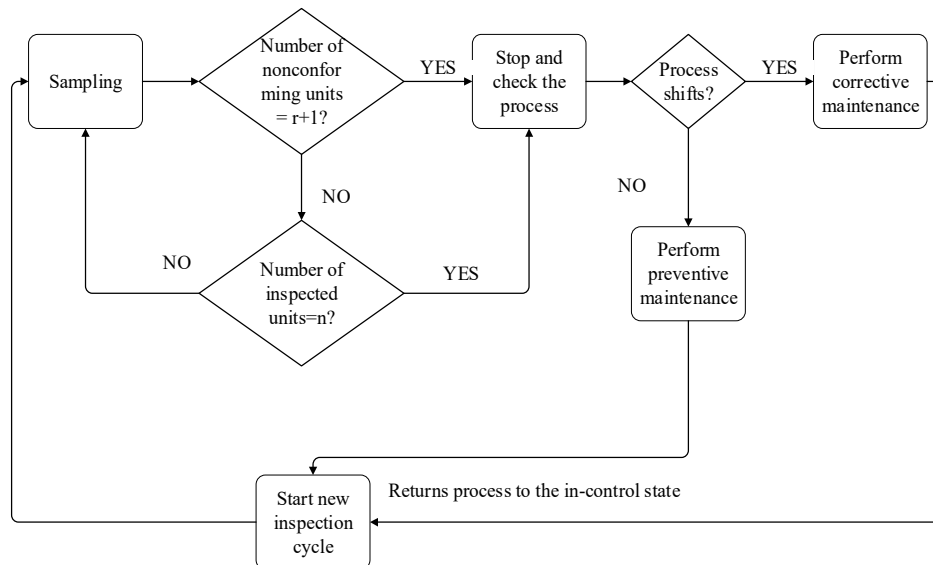 Sampling
Number of
nonconfor
ming units
= r+1?
YES
Stop and
check the
process
Process
shifts?
YES
Perform
corrective
maintenance
NO
NO
NO
Number of
inspected
units=n?
YES
Perform
preventive
maintenance
Start new
inspection
cycle
Returns process to the in-control state